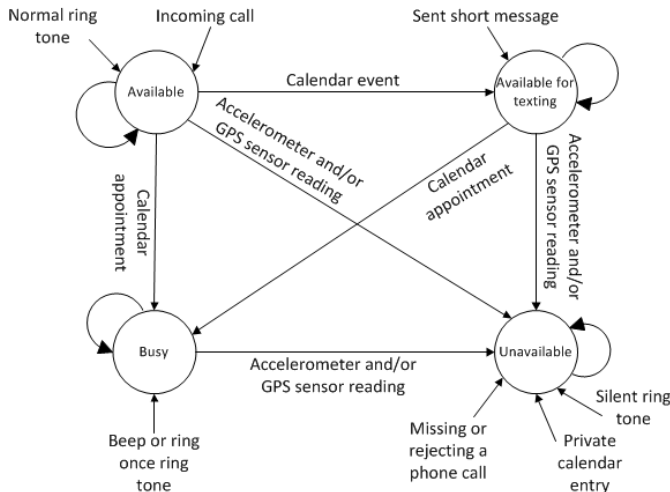 Normal ring
tone
Incoming call
Sent short message
Available
Calendar event
Available for
texting
Accelerometer and/or
GPS sensor reading
Calendar
appointment
Calendar
appointment
Accelerometer and/or
GPS sensor reading
Busy
Accelerometer and/or
GPS sensor reading
Unavailable
Beep or ring
once ring
tone
Missing or
rejecting a
phone call
Private
calendar
entry
Silent ring
tone